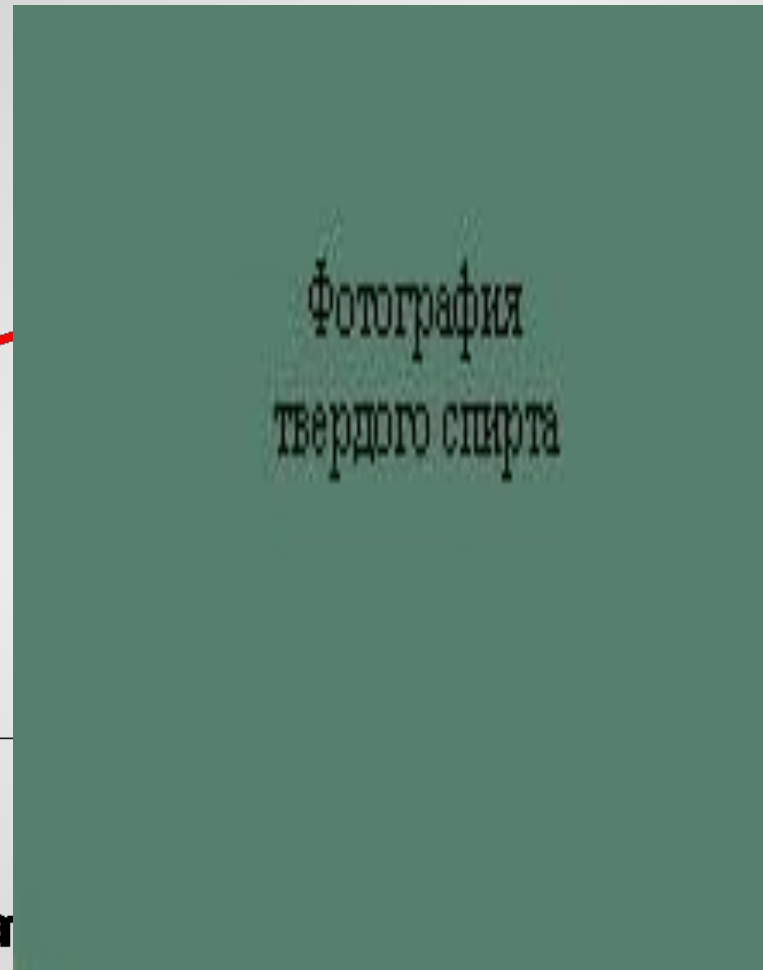 Фотография
твердого спирта